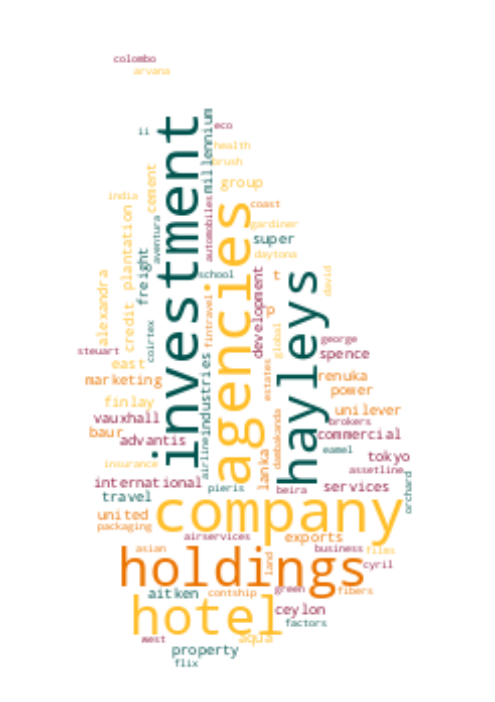 colombo
arvana
ii
investment
millennium
eco
health
brush
cement
group
india
plantation
agencies
coast
automobiles
aventura
gardiner
super
freight
daytona
school
development
t
hayleys
david
alexandra
credit
fintravel
rp
global
coirtex
george
steuart
spence
east
industries
estates
marketing
renuka
power
finlay
unilever
vauxhall
dambakanda
brokers
baur
advantis
commercial
airline
lanka
eamel
tokyo
insurance
assetline
international
pieris
beira
services
orchard
travel
company
united
packaging
airservices
exports
asian
business
films
holdings
land
cyril
aitken
contship
green
fibers
hotel
ceylon
factors
west
aqua
property
flix